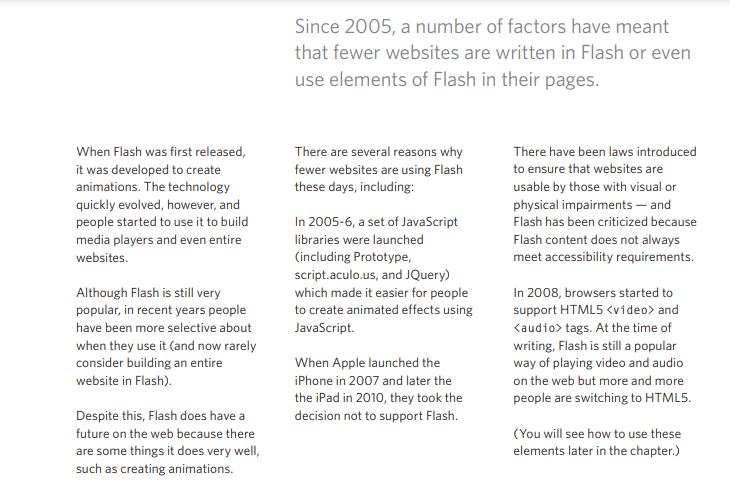 Since 2005, a number of factors have meant
that fewer websites are written in Flash or even
use elements of Flash in their pages.
When Flash was first released,
it was developed to create
animations. The technology
quickly evolved, however, and
people started to use it to build
media players and even entire
websites.
Although Flash is still very
popular, in recent years people
have been more selective about
when they use it (and now rarely
consider building an entire
website in Flash).
Despite this, Flash does have a
future on the web because there
are some things it does very well,
such as creating animations.
There are several reasons why
fewer websites are using Flash
these days, including:
In 2005-6, a set of JavaScript
libraries were launched
(including Prototype,
script.aculo.us, and JQuery)
which made it easier for people
to create animated effects using
JavaScript.
When Apple launched the
iPhone in 2007 and later the
the iPad in 2010, they took the
decision not to support Flash.
There have been laws introduced
to ensure that websites are
usable by those with visual or
physical impairments — and
Flash has been criticized because
Flash content does not always
meet accessibility requirements.
In 2008, browsers started to
support HTML5 <video> and
<audio> tags. At the time of
writing, Flash is still a popular
way of playing video and audio
on the web but more and more
people are switching to HTML5.
(You will see how to use these
elements later in the chapter.)